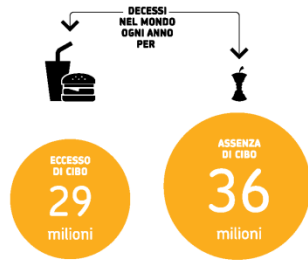 DECESSI
NEL MONDO
OGNI ANNO
PER
ECCESSO
DI CIBO
29
milioni
ASSENZA
DI CIBO
36
milioni